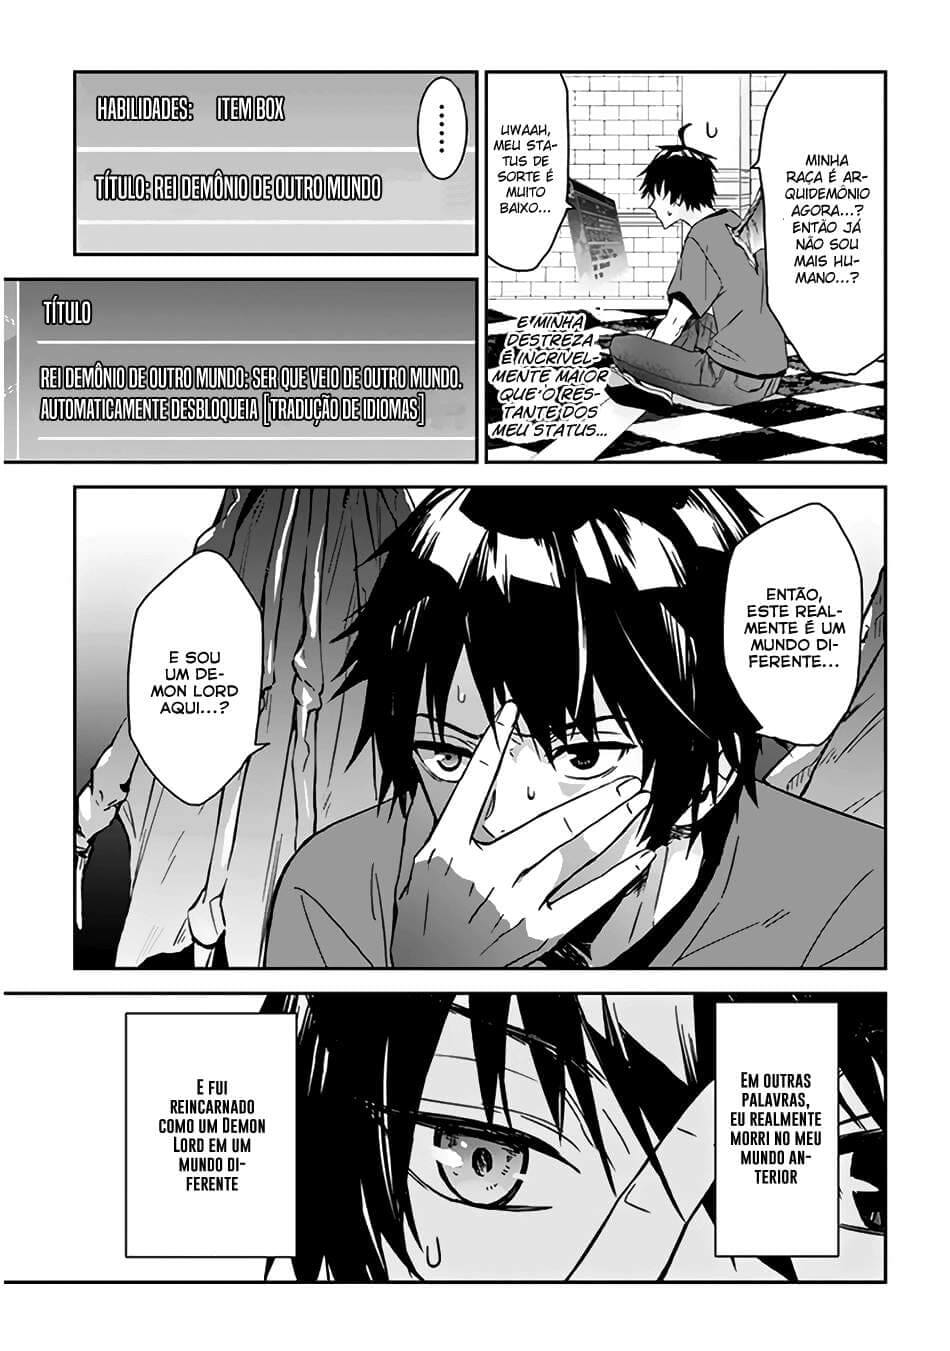 MINHA
RAÇA É AR-
QUIDEMÔNIO
AGORA...?
ENTÃO JÁ
NÃO SOU
MAIS HU-
MANO...?
UWAAH,
MEU STA-
TUS DE
SORTE É
MUITO
BAIXO...
E MINHA
DESTREZA
É INCRIVEL-
MENTE MAIOR
QUE O RES-
TANTE DOS
MEU STATUS...
HABILIDADES: ITEM BOX
......
TÍTULO: REI DEMÔNIO DE OUTRO MUNDO
TÍTULO
REI DEMÔNIO DE OUTRO MUNDO: SER QUE VEIO DE OUTRO MUNDO.
AUTOMATICAMENTE DESBLOQUEIA [TRADUÇÃO DE IDIOMAS]
ENTÃO,
ESTE REAL-
MENTE É UM
MUNDO DI-
FERENTE...
E SOU
UM DE-
MON LORD
AQUI...?
EM OUTRAS
PALAVRAS,
EU REALMENTE
MORRI NO MEU
MUNDO AN-
TERIOR
E FUI
REINCARNADO
COMO UM DEMON
LORD EM UM
MUNDO DI-
FERENTE